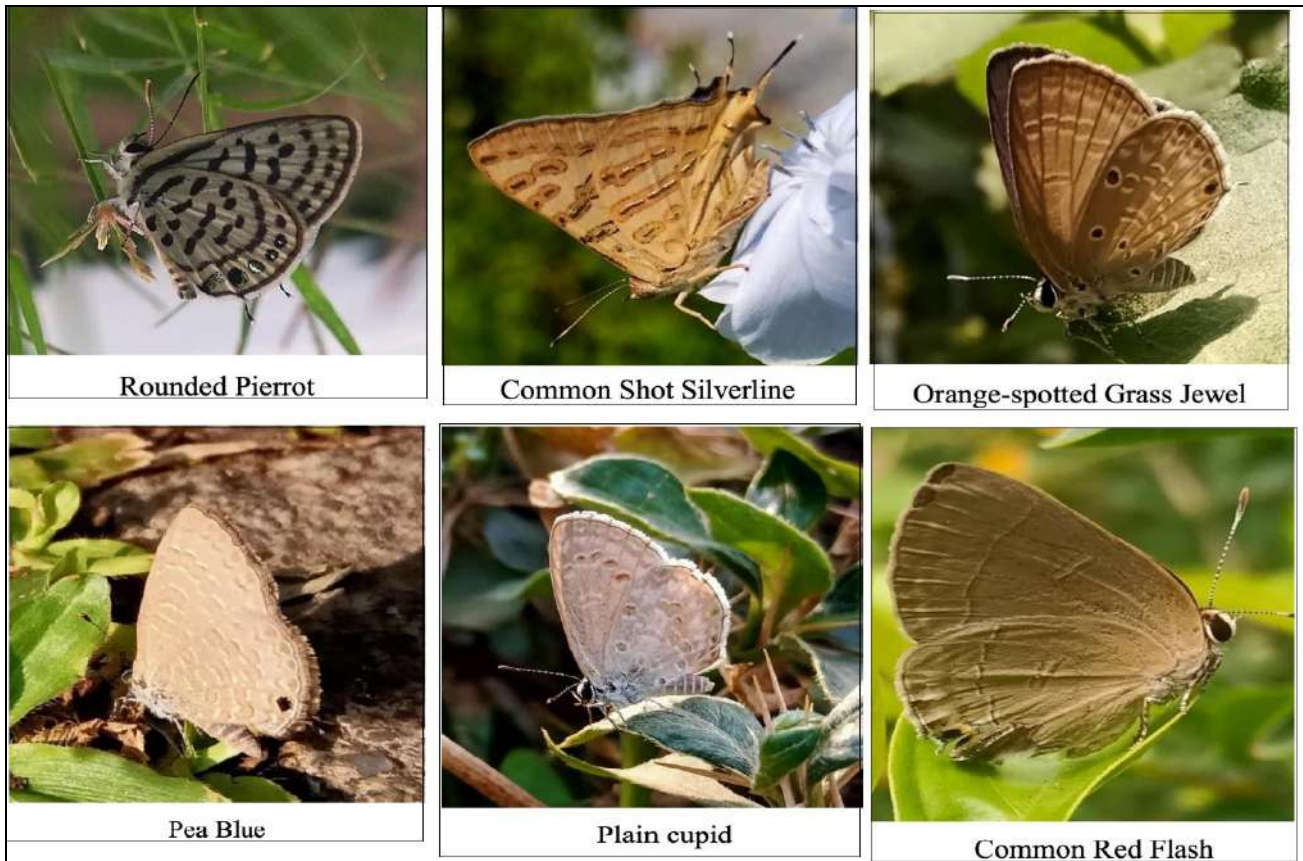 Rounded Pierrot
Common Shot Silverline
Orange-spotted Grass Jewel
Pea Blue
Plain cupid
Common Red Flash